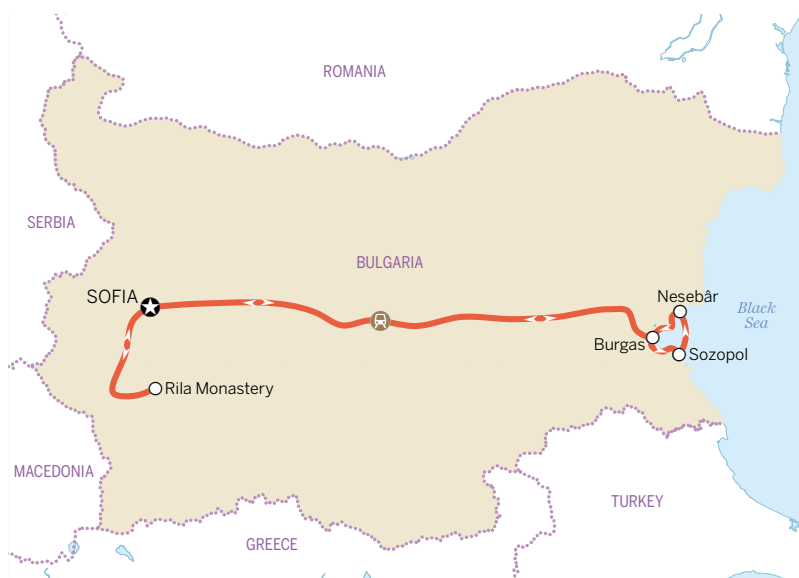 ROMANIA
SERBIA
BULGARIA
SOFIA
Nesebâr
Black
Sea
Burgas
Sozopol
Rila Monastery
MACEDONIA
TURKEY
GREECE